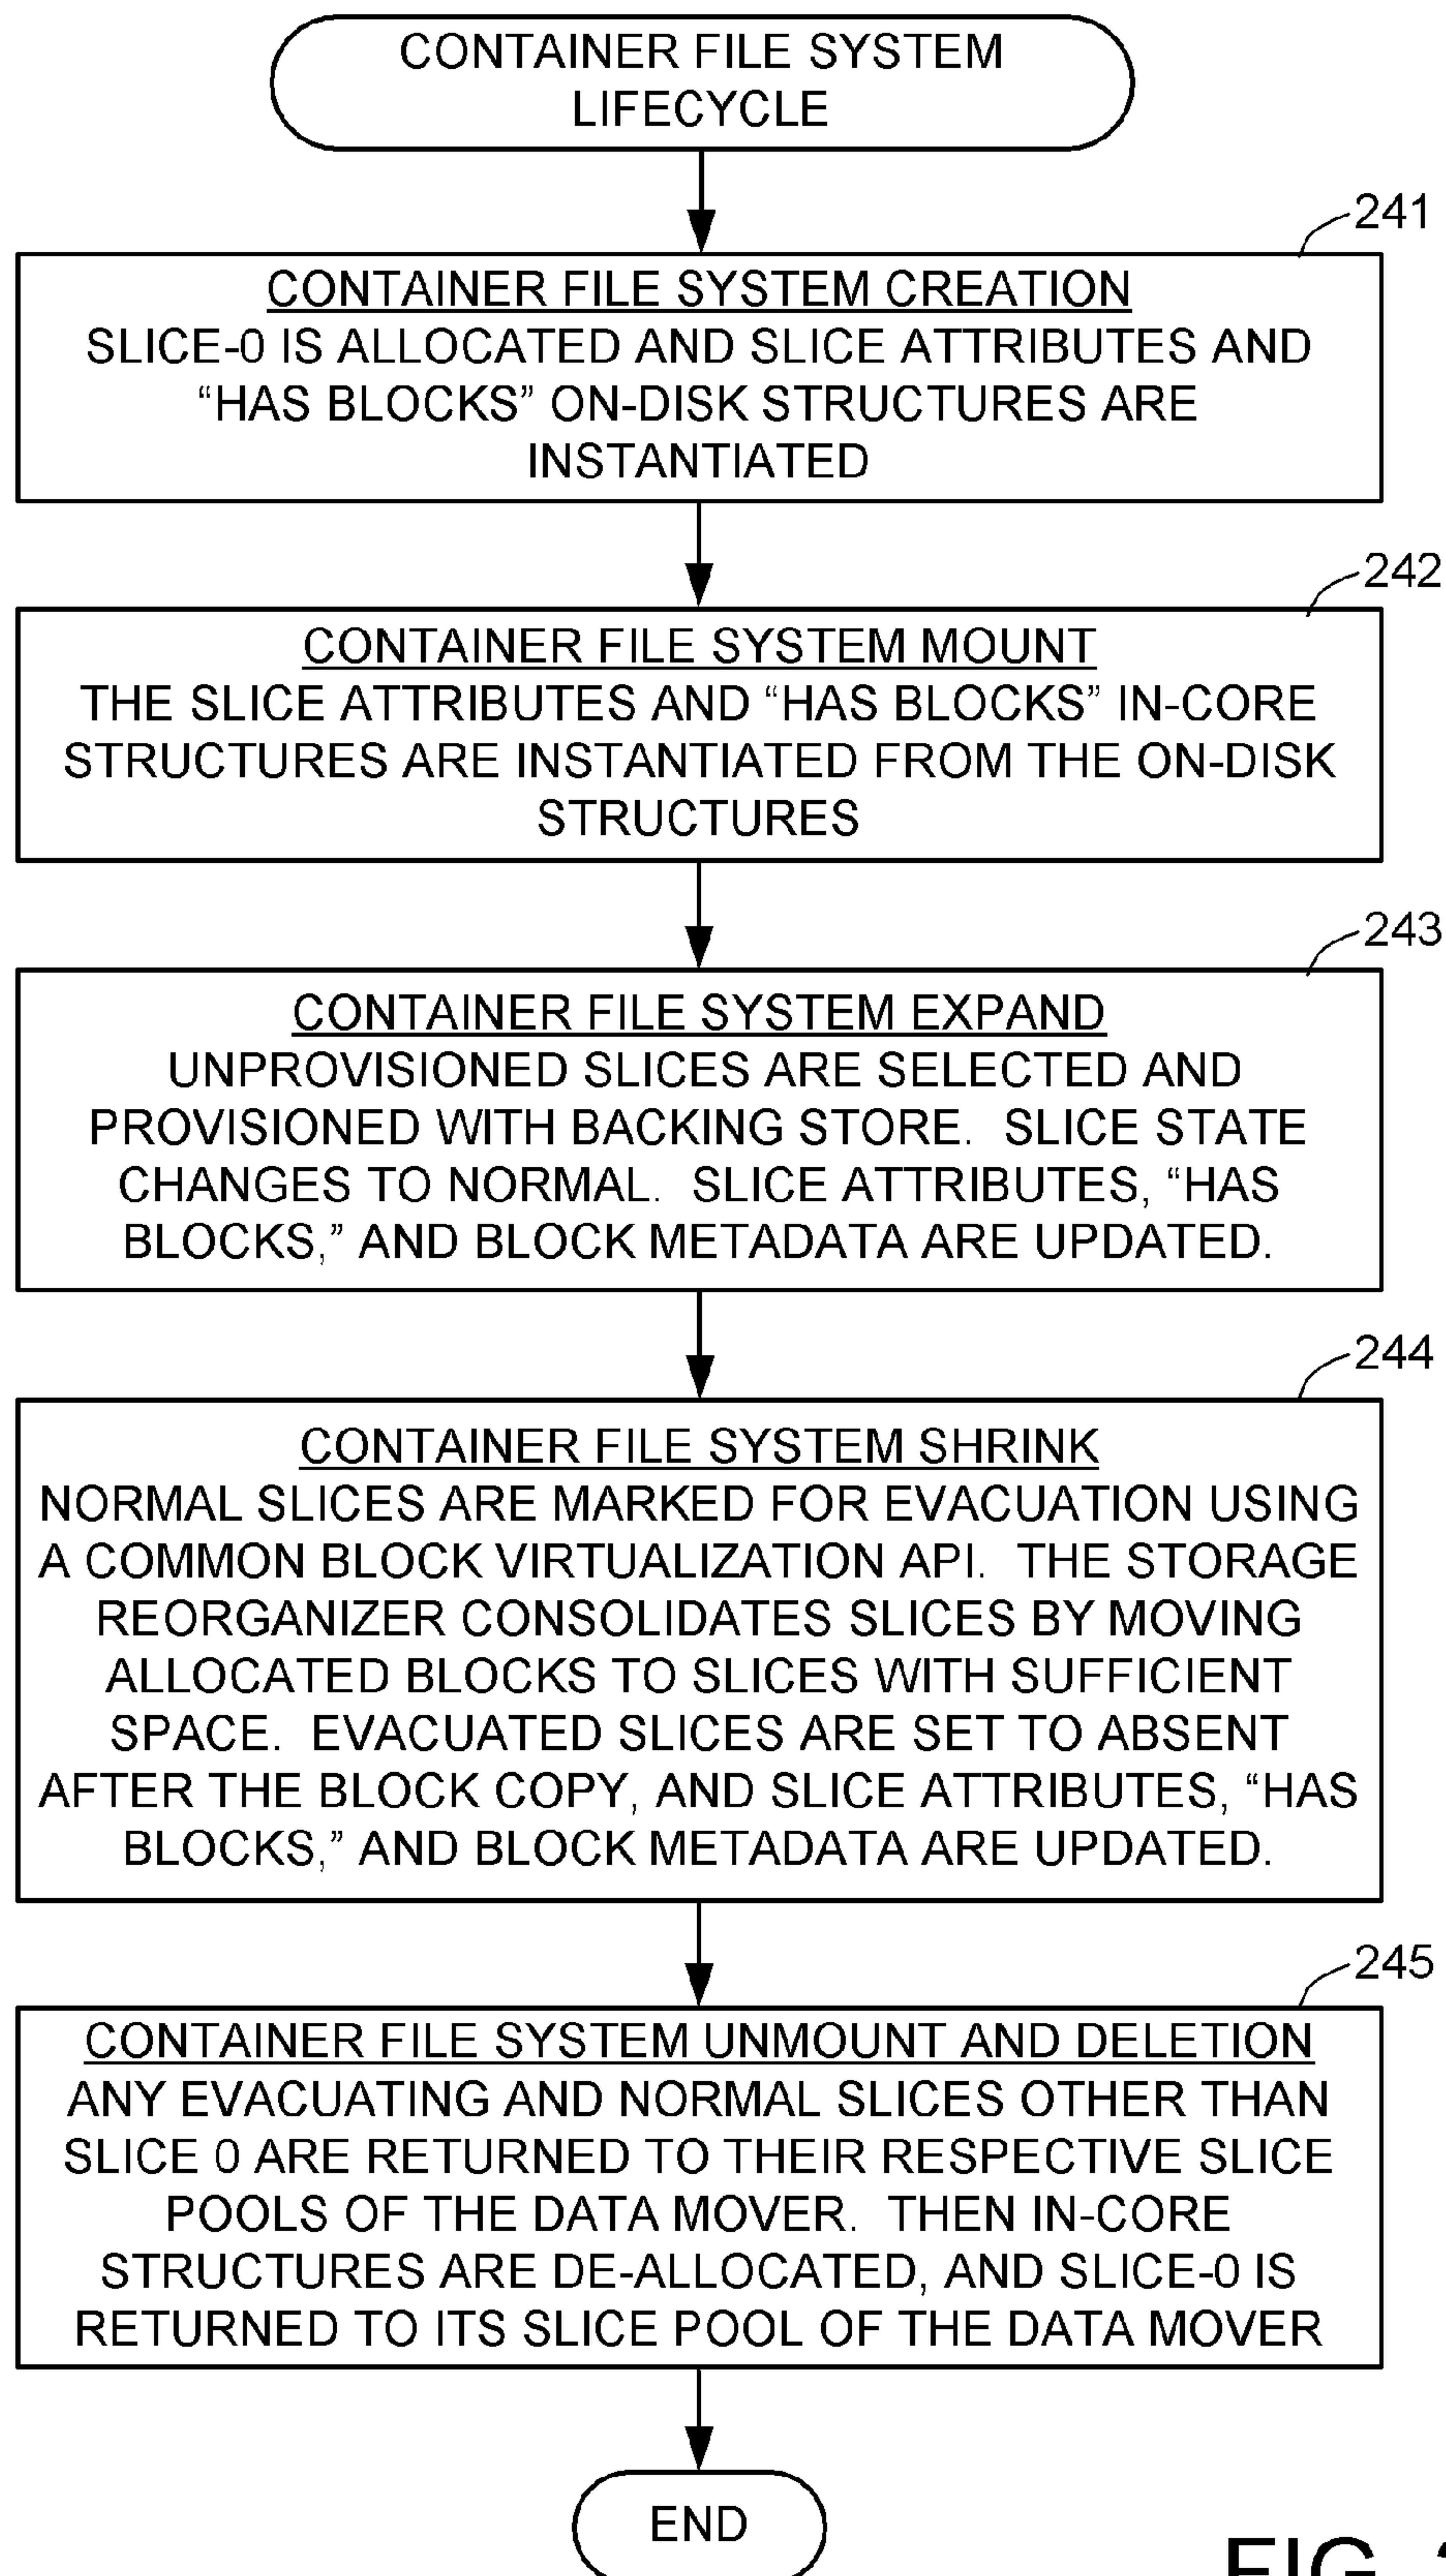 CONTAINER FILE SYSTEM
LIFECYCLE
241
CONTAINER FILE SYSTEM CREATION
SLICE-0 IS ALLOCATED AND SLICE ATTRIBUTES AND
“HAS BLOCKS” ON-DISK STRUCTURES ARE
INSTANTIATED
242
CONTAINER FILE SYSTEM MOUNT
THE SLICE ATTRIBUTES AND “HAS BLOCKS” IN-CORE
STRUCTURES ARE INSTANTIATED FROM THE ON-DISK
STRUCTURES
243
CONTAINER FILE SYSTEM EXPAND
UNPROVISIONED SLICES ARE SELECTED AND
PROVISIONED WITH BACKING STORE. SLICE STATE
CHANGES TO NORMAL. SLICE ATTRIBUTES, “HAS
BLOCKS,” AND BLOCK METADATA ARE UPDATED.
244
CONTAINER FILE SYSTEM SHRINK
NORMAL SLICES ARE MARKED FOR EVACUATION USING
A COMMON BLOCK VIRTUALIZATION API. THE STORAGE
REORGANIZER CONSOLIDATES SLICES BY MOVING
ALLOCATED BLOCKS TO SLICES WITH SUFFICIENT
SPACE. EVACUATED SLICES ARE SET TO ABSENT
AFTER THE BLOCK COPY, AND SLICE ATTRIBUTES, “HAS
BLOCKS,” AND BLOCK METADATA ARE UPDATED.
245
CONTAINER FILE SYSTEM UNMOUNT AND DELETION
ANY EVACUATING AND NORMAL SLICES OTHER THAN
SLICE 0 ARE RETURNED TO THEIR RESPECTIVE SLICE
POOLS OF THE DATA MOVER. THEN IN-CORE
STRUCTURES ARE DE-ALLOCATED, AND SLICE-0 IS
RETURNED TO ITS SLICE POOL OF THE DATA MOVER
END
FIG.